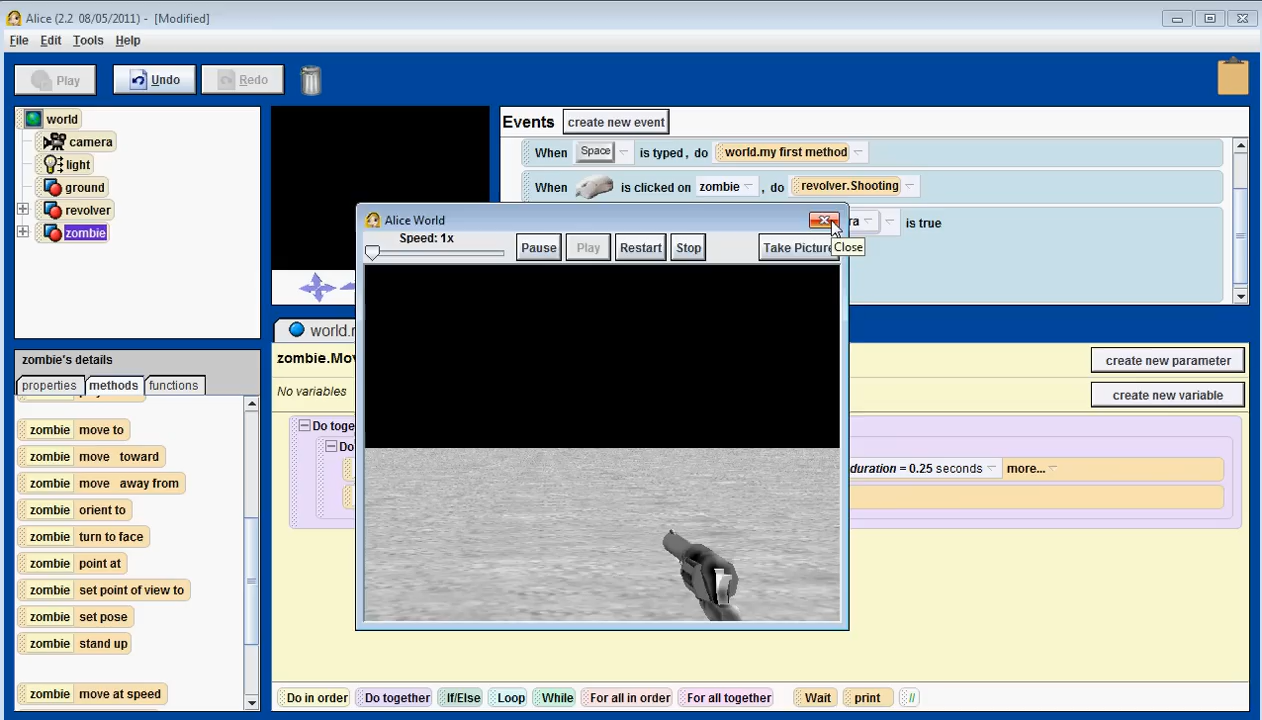 Alice (2.2 08/05/2011) - [Modified]
File Edit Tools Help
Play Undo Redo
world
camera
light
ground
revolver
zombie
Events create new event
When Space is typed, do world.my first method
When is clicked on zombie , do revolver.Shooting
ra is true
Alice World
Close
Speed: 1x
Pause Play Restart Stop Take Picture
world.
zombie's details
properties methods functions
zombie move to
zombie move toward
zombie move away from
zombie orient to
zombie turn to face
zombie point at
zombie set point of view to
zombie set pose
zombie stand up
zombie move at speed
zombie.Mo
create new parameter
No variables
create new variable
Do toge
Do
duration = 0.25 seconds more...
Do in order Do together If/Else Loop While For all in order For all together Wait print //